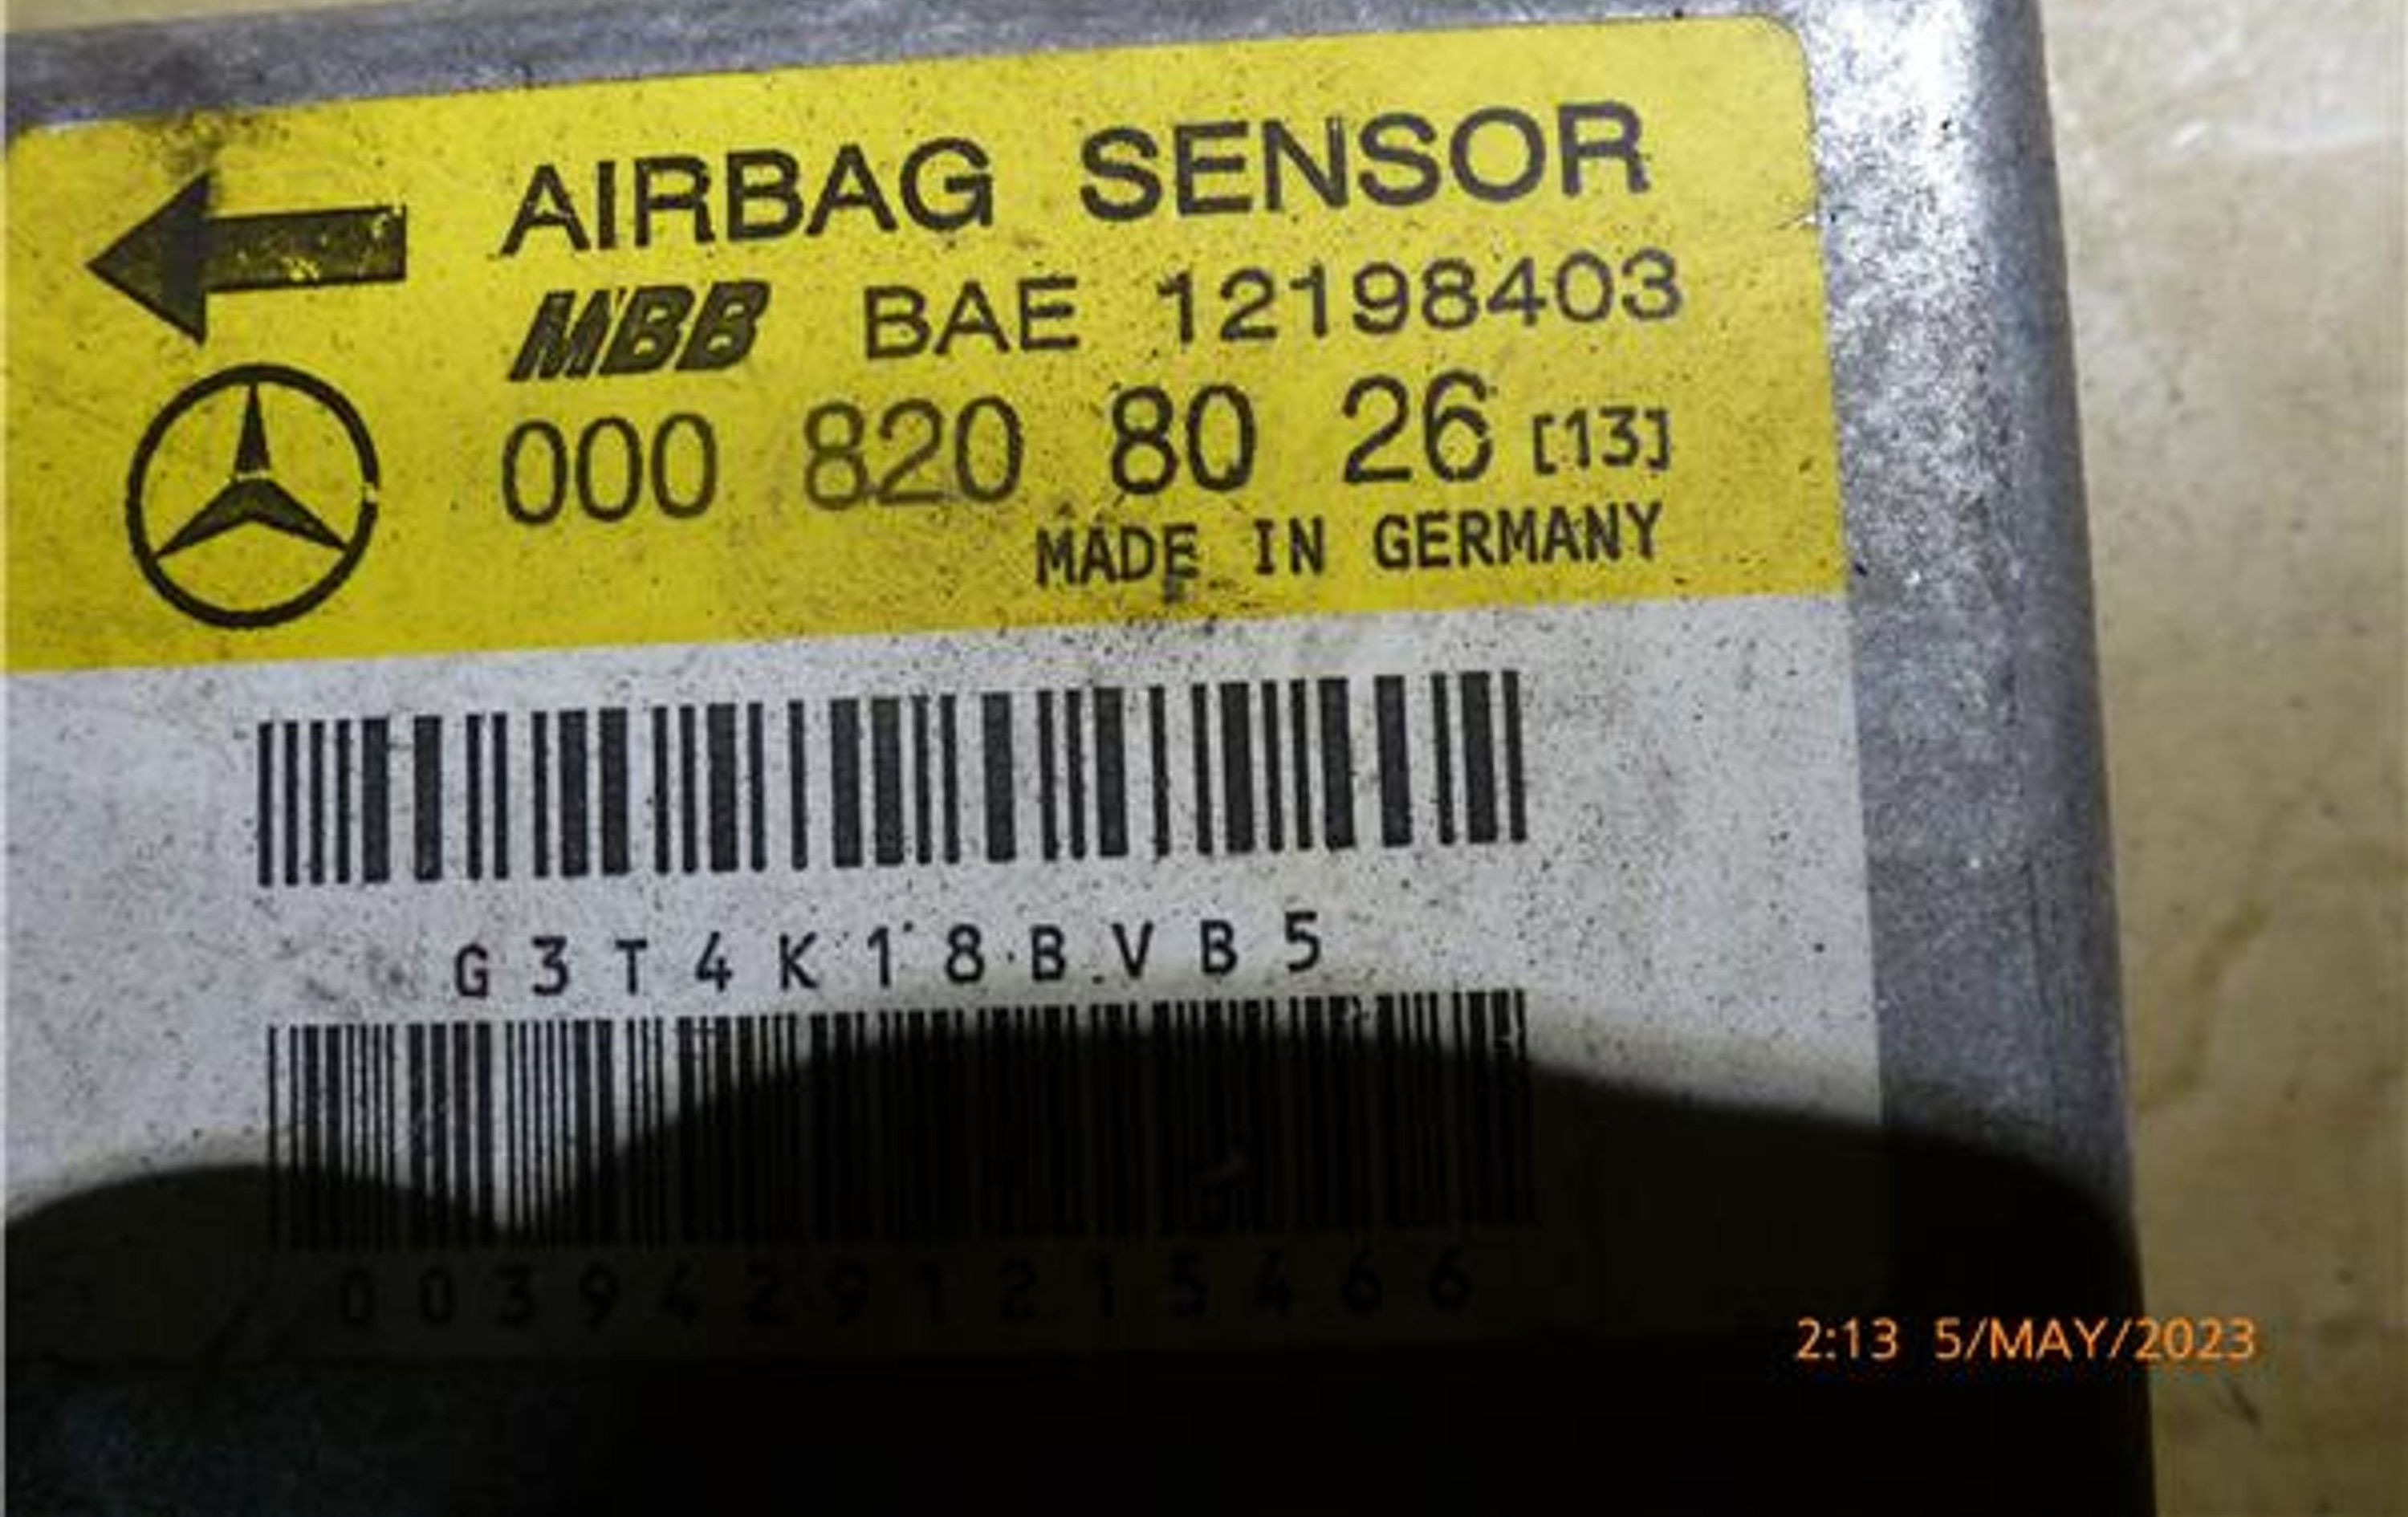 AIRBAG SENSOR
MBB BAE 12198403
000 820 80 26 [13]
MADE IN GERMANY
G3T4K18BVB5
00394291215466
2:13 5/MAY/2023